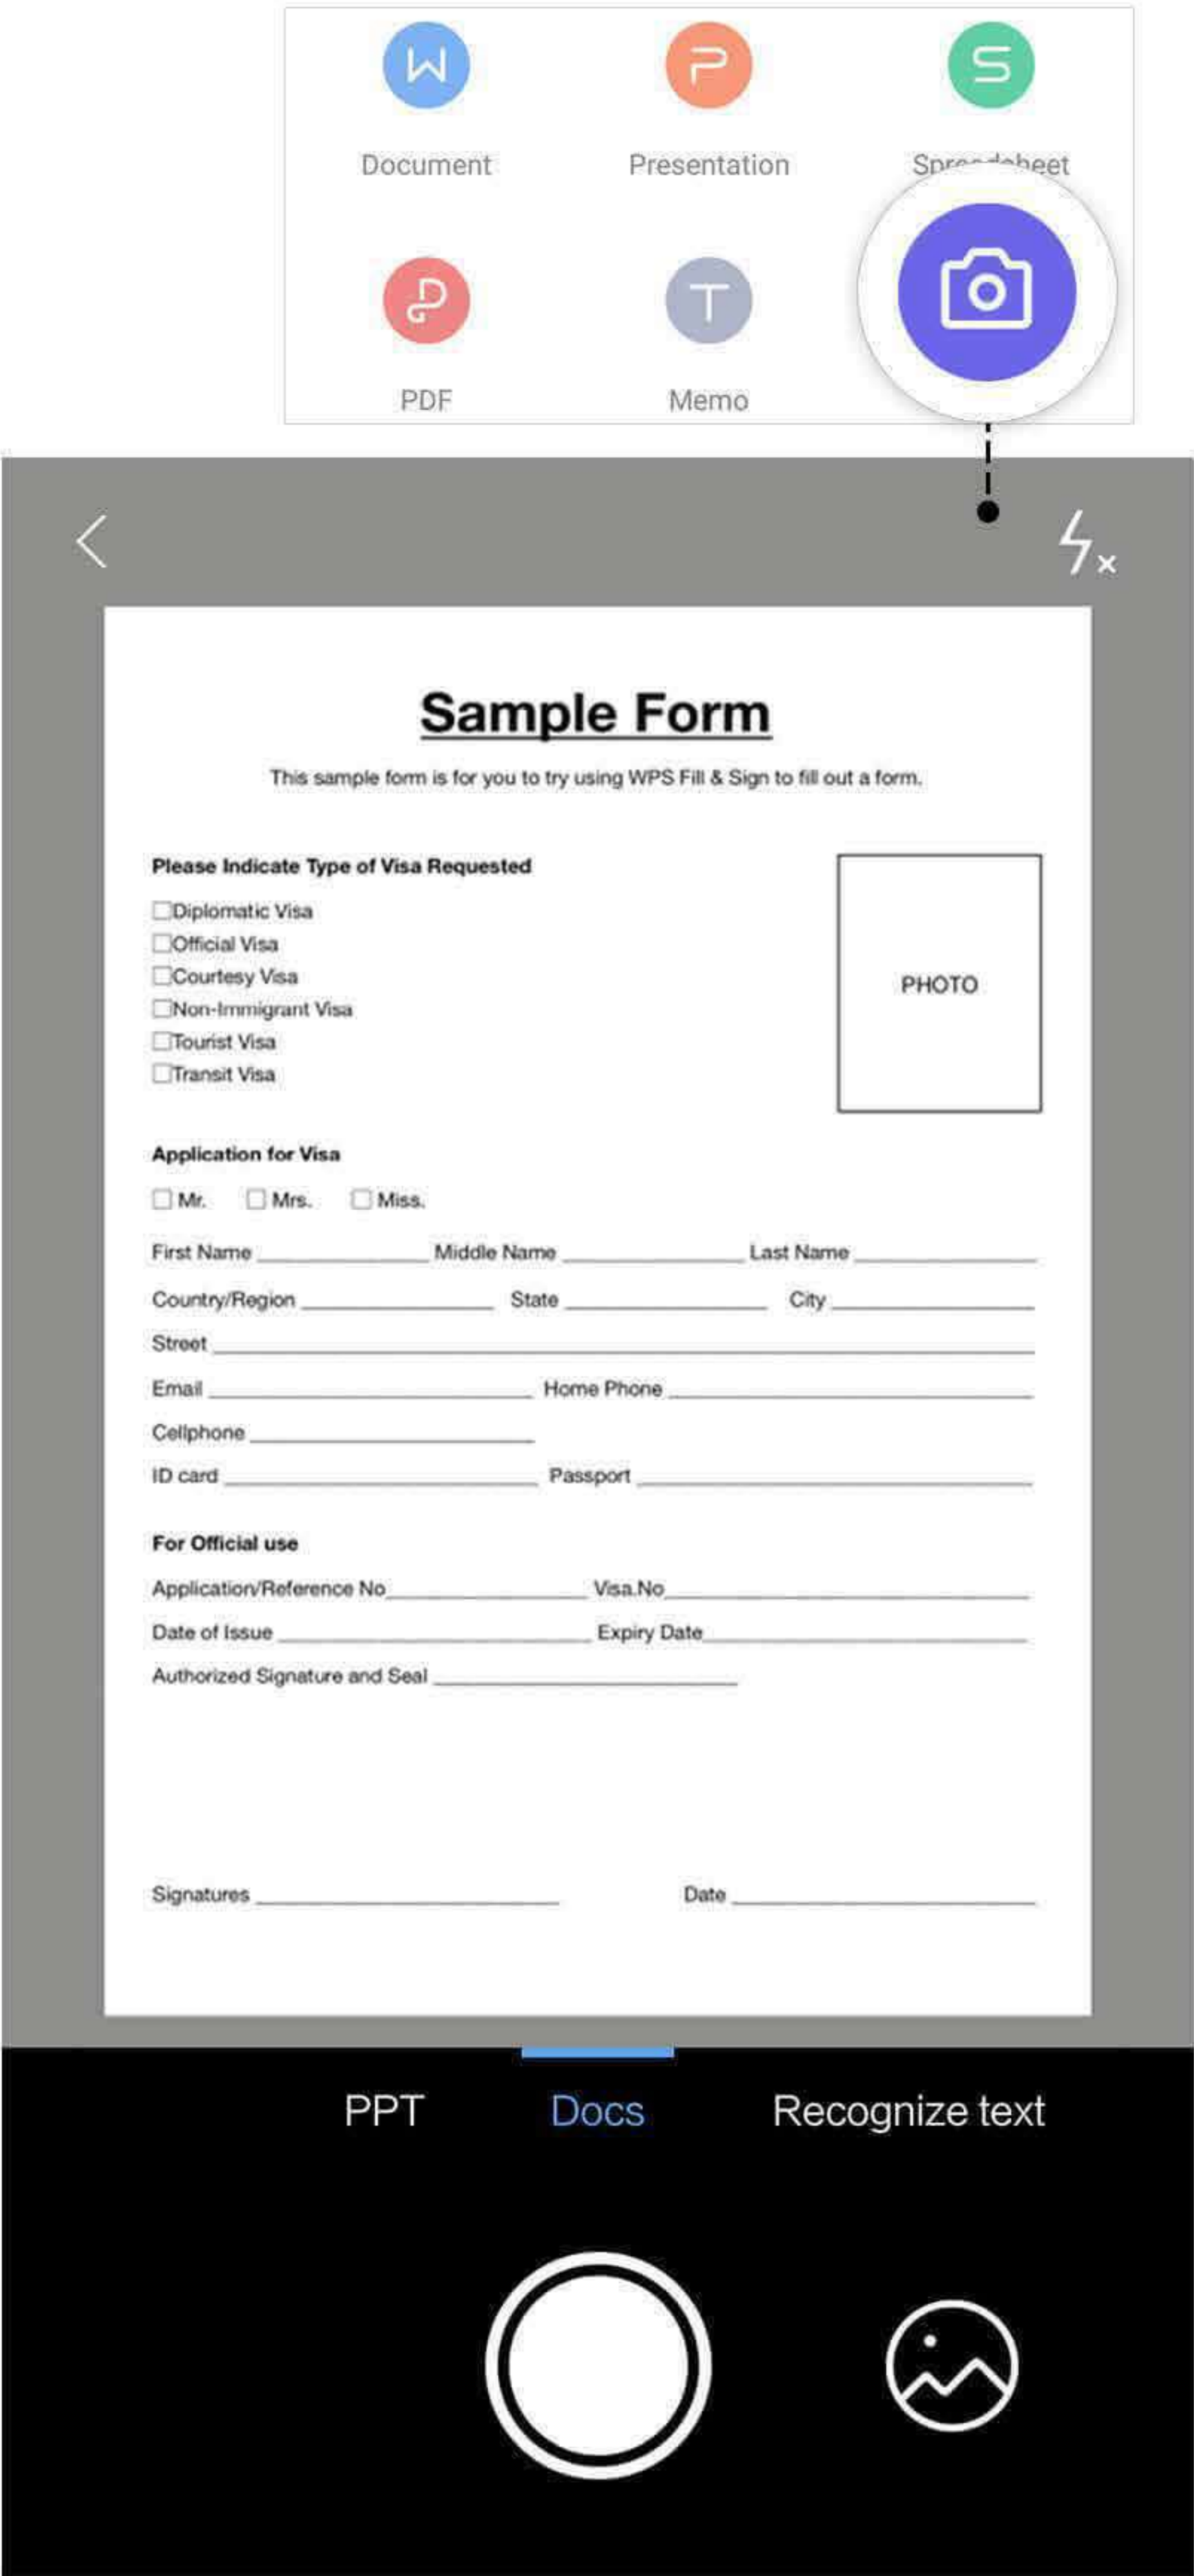 W P S
Document Presentation
PDF T
PDF Memo
Sample Form
This sample form is for you to try using WPS Fill & Sign to fill out a form.
Please Indicate Type of Visa Requested
Diplomatic Visa
Official Visa
Courtesy Visa
PHOTO
Non-Immigrant Visa
Tourist Visa
Transit Visa
Application for Visa
Mr. Mrs. Miss.
First Name Middle Name Last Name
Country/Region State City
Street
Email Home Phone
Cellphone
ID card Passport
For Official use
Application/Reference No Visa.No
Date of Issue Expiry Date
Authorized Signature and Seal
Signatures Date
PPT Docs Recognize text